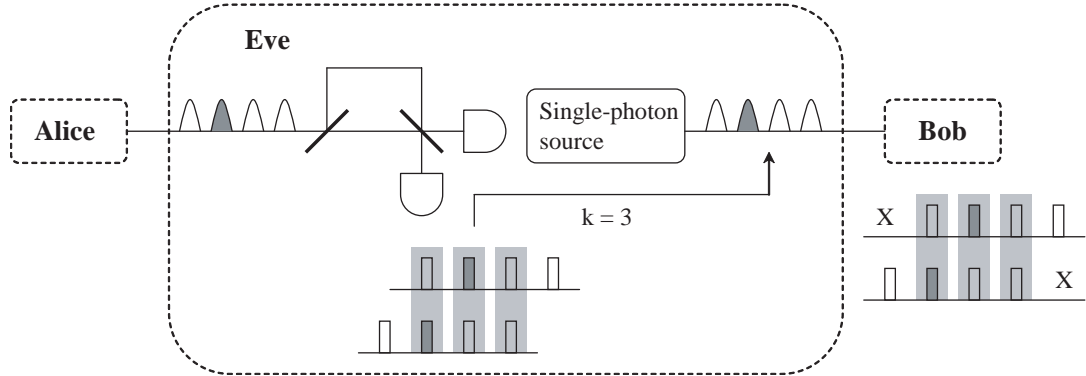 Eve
Alice
Single-photon
source
Bob
k = 3
X
X